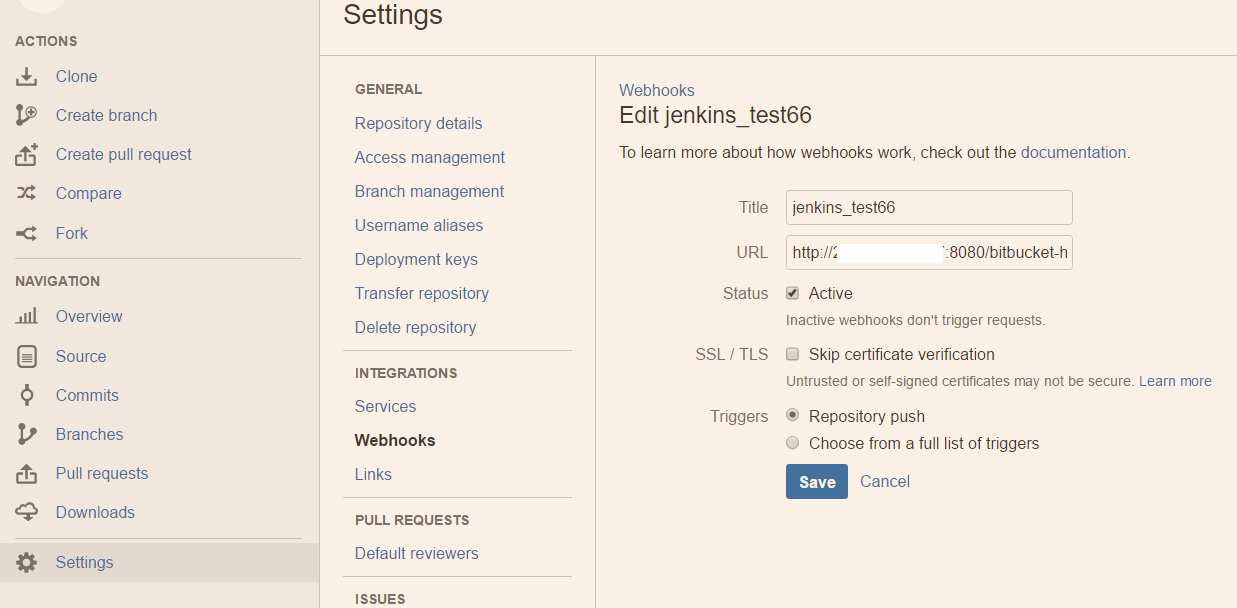 Settings
ACTIONS
Clone
Create branch
Create pull request
Compare
Fork
NAVIGATION
Overview
Source
Commits
Branches
Pull requests
Downloads
Settings
GENERAL
Repository details
Access management
Branch management
Username aliases
Deployment keys
Transfer repository
Delete repository
INTEGRATIONS
Services
Webhooks
Links
PULL REQUESTS
Default reviewers
ISSUES
Webhooks
Edit jenkins_test66
To learn more about how webhooks work, check out the documentation.
Title jenkins_test66
URL http://2 :8080/bitbucket-h
Status Active
Inactive webhooks don't trigger requests.
SSL / TLS Skip certificate verification
Untrusted or self-signed certificates may not be secure. Learn more
Triggers Repository push
Choose from a full list of triggers
Save Cancel